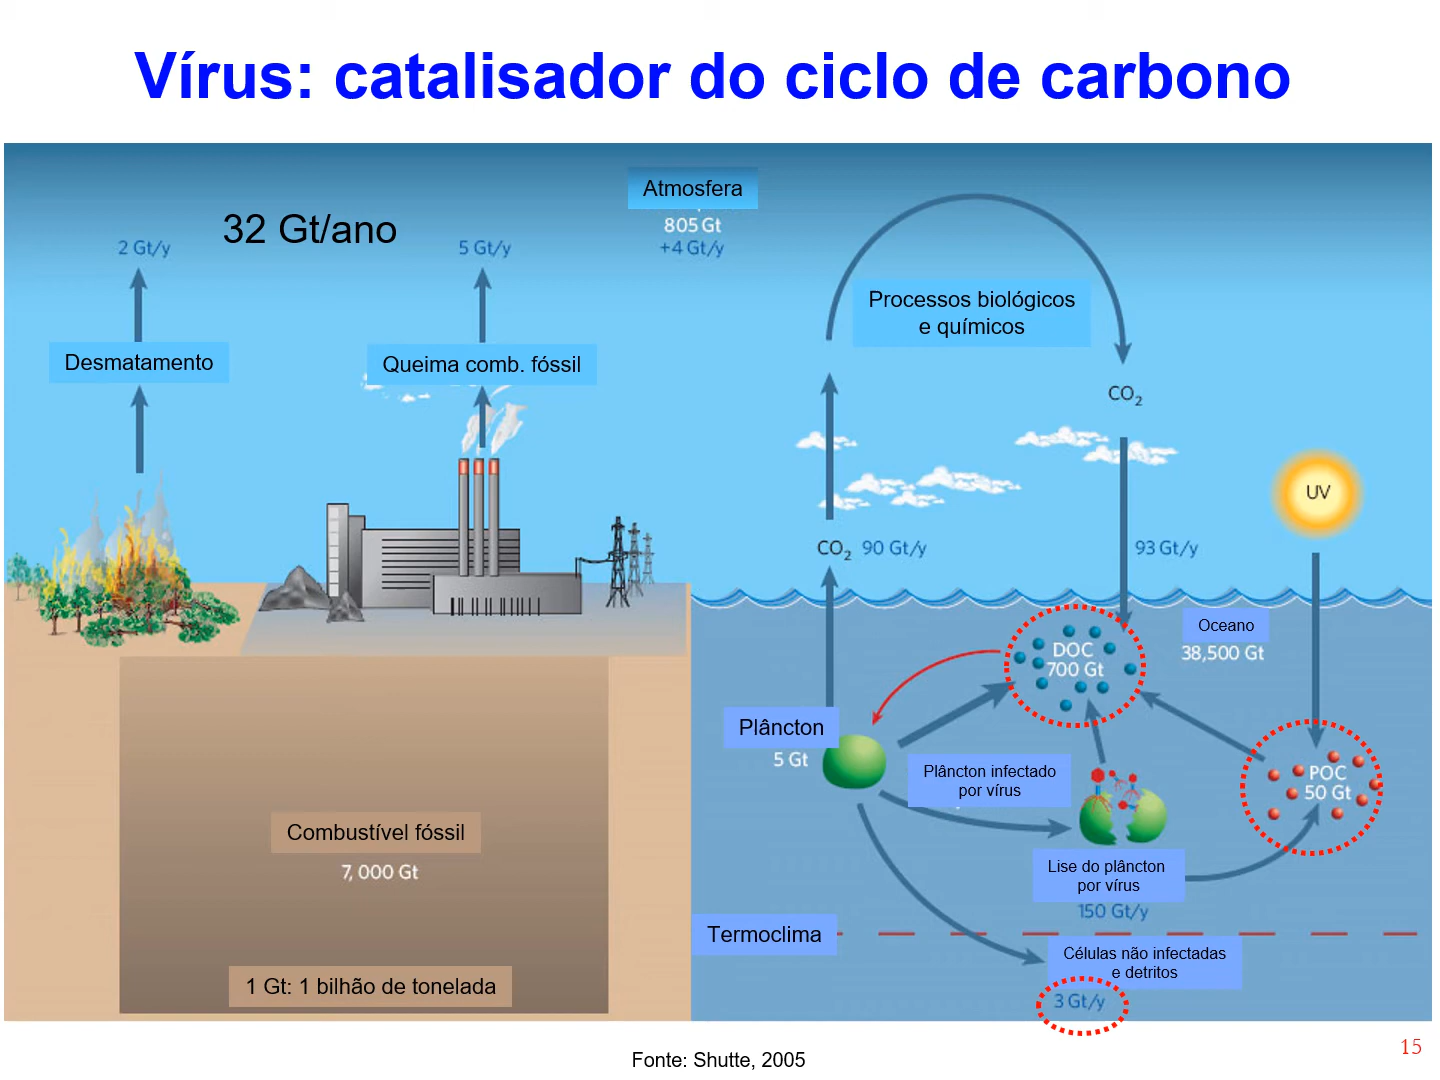 Vírus: catalisador do ciclo de carbono
Atmosfera
805 Gt
+4 Gt/y
32 Gt/ano
2 Gt/y
5 Gt/y
Desmatamento
Queima comb. fóssil
Processos biológicos
e químicos
CO2
UV
CO2 90 Gt/y
93 Gt/y
Oceano
38,500 Gt
DOC
700 Gt
Plâncton
5 Gt
Plâncton infectado
por vírus
POC
50 Gt
Lise do plâncton
por vírus
150 Gt/y
Combustível fóssil
7, 000 Gt
Termoclima
Células não infectadas
e detritos
3 Gt/y
1 Gt: 1 bilhão de tonelada
Fonte: Shutte, 2005
15